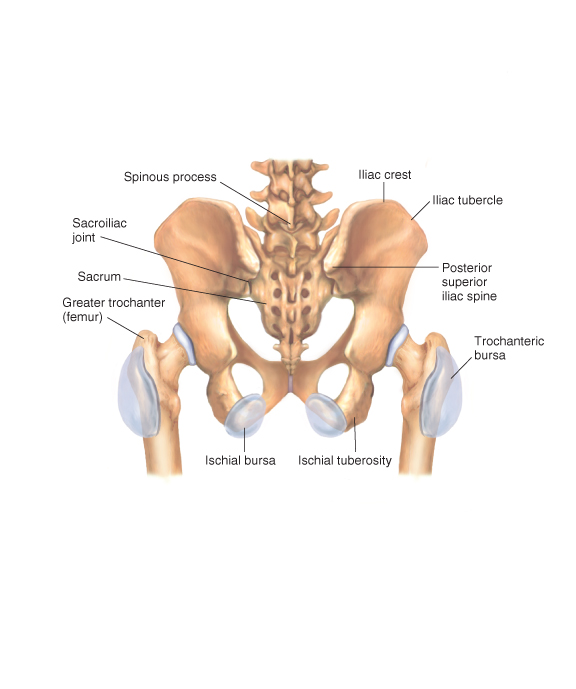 Spinous process
Iliac crest
Iliac tubercle
Sacroiliac
joint
Sacrum
Posterior
superior
iliac spine
Greater trochanter
(femur)
Trochanteric
bursa
Ischial bursa
Ischial tuberosity